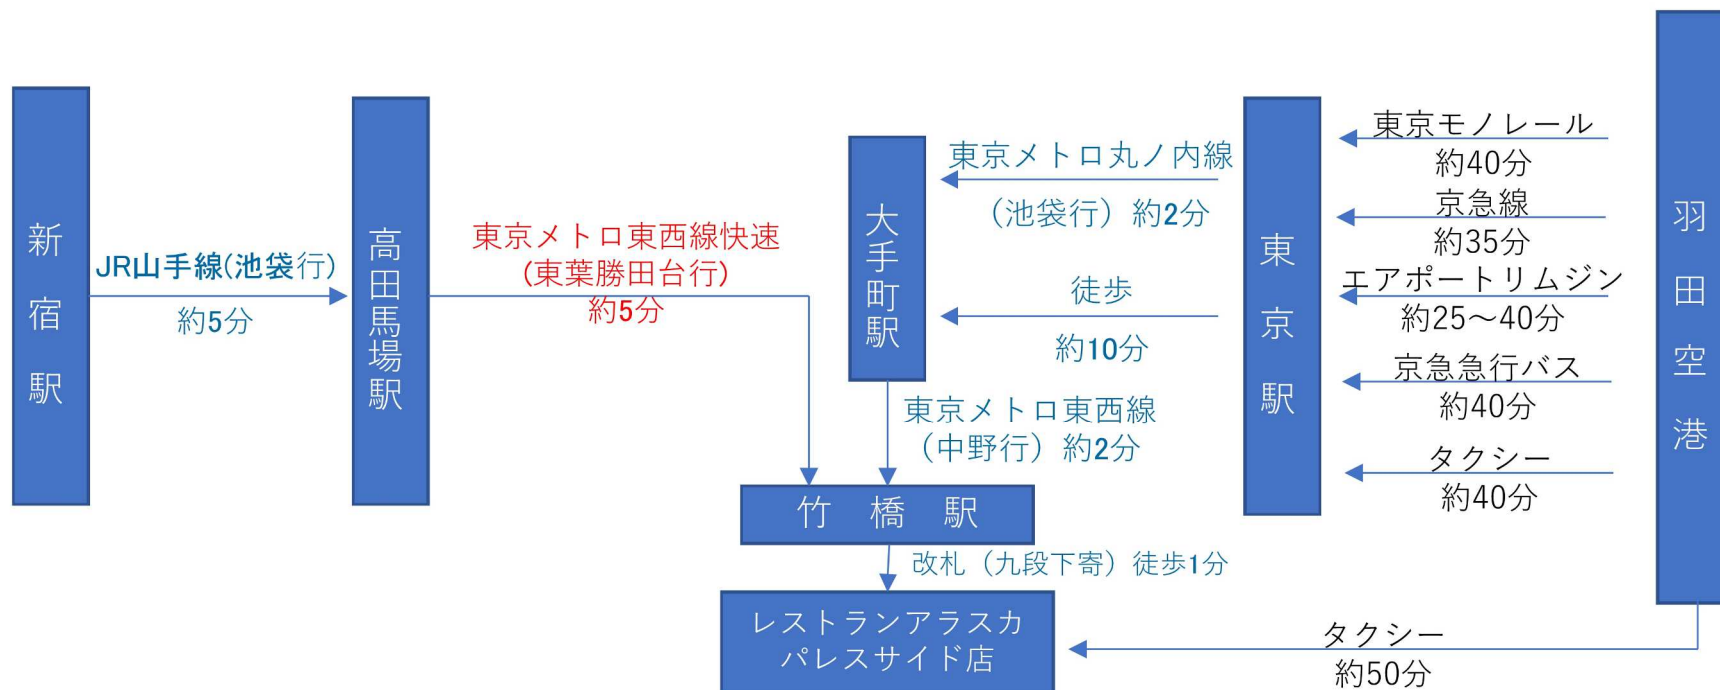 新宿駅
JR山手線(池袋行)
約5分
高田馬場駅
東京メトロ東西線快速
(東葉勝田台行)
約5分
大手町駅
東京メトロ丸ノ内線
（池袋行）約2分
徒歩
約10分
東京メトロ東西線
（中野行）約2分
東京駅
東京モノレール
約40分
京急線
約35分
エアポートリムジン
約25～40分
京急急行バス
約40分
タクシー
約40分
羽田空港
竹橋駅
改札（九段下寄）徒歩1分
レストランアラスカ
パレスサイド店
タクシー
約50分